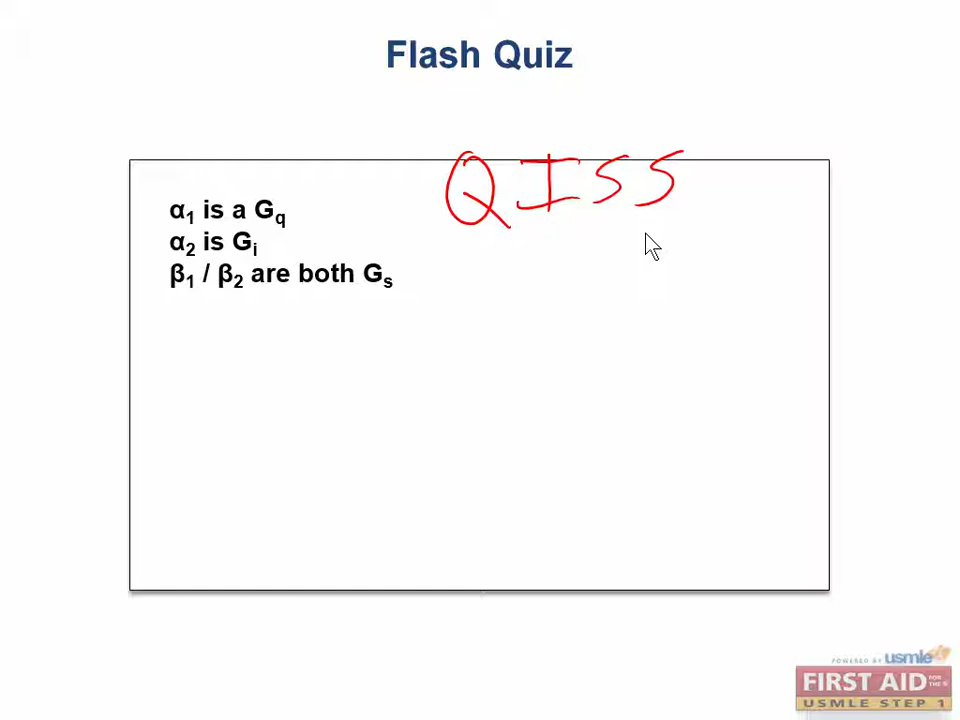 Flash Quiz
QISS
α₁ is a Gq
α₂ is Gi
β₁ / β₂ are both Gs
POWERED BY usmle
FIRST AID FOR THE
USMLE STEP 1